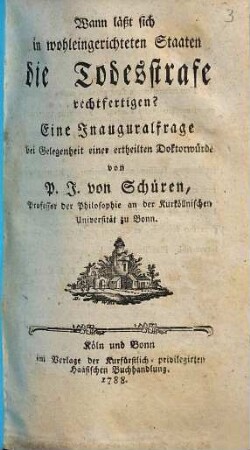 3
Wann läßt sich
in wohleingerichteten Staaten
die Todesstrafe
rechtfertigen?
Eine Inauguralfrage
bei Gelegenheit einer ertheilten Doktorwürde
von
P. J. von Schüren,
Professer der Philosophie an der Kurköllnischen
Universität zu Bonn.
Köln und Bonn
im Verlage der Kurfürstlich-privilegirten
Haasischen Buchhandlung.
1788.